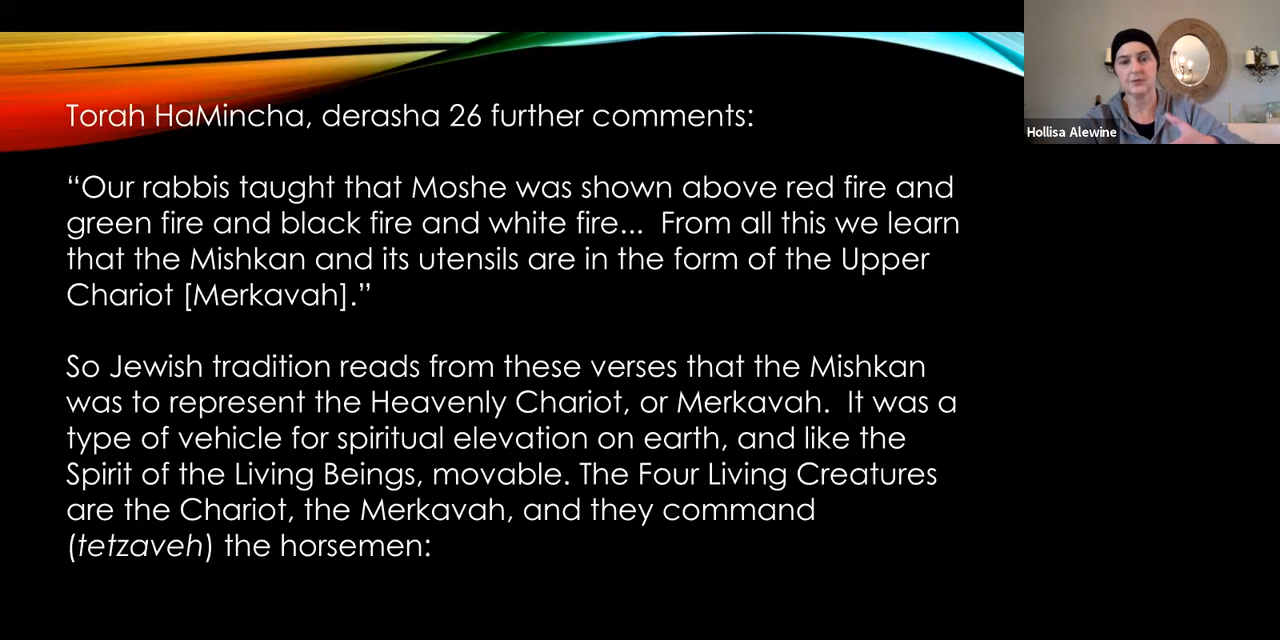 Torah HaMincha, derasha 26 further comments:
“Our rabbis taught that Moshe was shown above red fire and
green fire and black fire and white fire...  From all this we learn
that the Mishkan and its utensils are in the form of the Upper
Chariot [Merkavah].”
So Jewish tradition reads from these verses that the Mishkan
was to represent the Heavenly Chariot, or Merkavah.  It was a
type of vehicle for spiritual elevation on earth, and like the
Spirit of the Living Beings, movable. The Four Living Creatures
are the Chariot, the Merkavah, and they command
(tetzaveh) the horsemen:
Hollisa Alewine